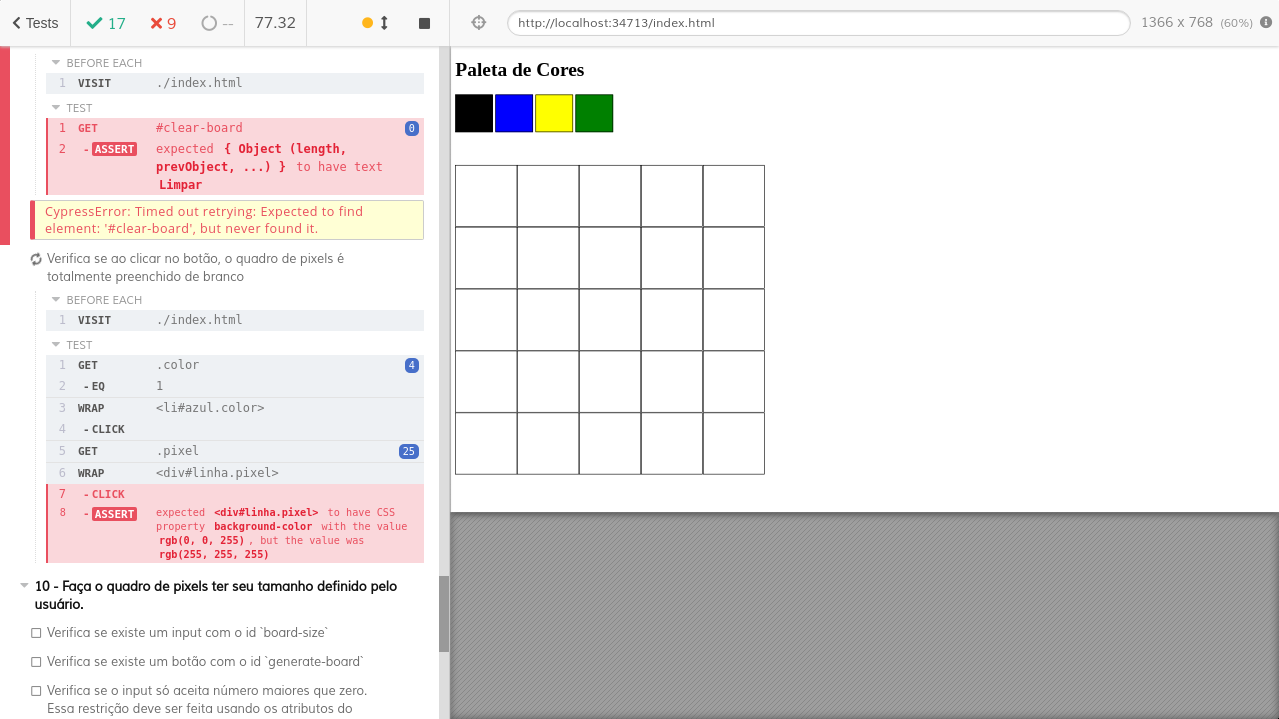 Tests
17
9
--
77.32
http://localhost:34713/index.html
1366 x 768 (60%)
BEFORE EACH
1 VISIT ./index.html
TEST
1 GET #clear-board 0
2 -ASSERT expected { Object (length,
prevObject, ...) } to have text
Limpar
CypressError: Timed out retrying: Expected to find
element: '#clear-board', but never found it.
Verifica se ao clicar no botão, o quadro de pixels é
totalmente preenchido de branco
BEFORE EACH
1 VISIT ./index.html
TEST
1 GET .color 4
2 -EQ 1
3 WRAP <li#azul.color>
4 -CLICK
5 GET .pixel 25
6 WRAP <div#linha.pixel>
7 -CLICK
8 -ASSERT expected <div#linha.pixel> to have CSS
property background-color with the value
rgb(0, 0, 255), but the value was
rgb(255, 255, 255)
10 - Faça o quadro de pixels ter seu tamanho definido pelo
usuário.
Verifica se existe um input com o id `board-size`
Verifica se existe um botão com o id `generate-board`
Verifica se o input só aceita número maiores que zero.
Essa restrição deve ser feita usando os atributos do
Paleta de Cores